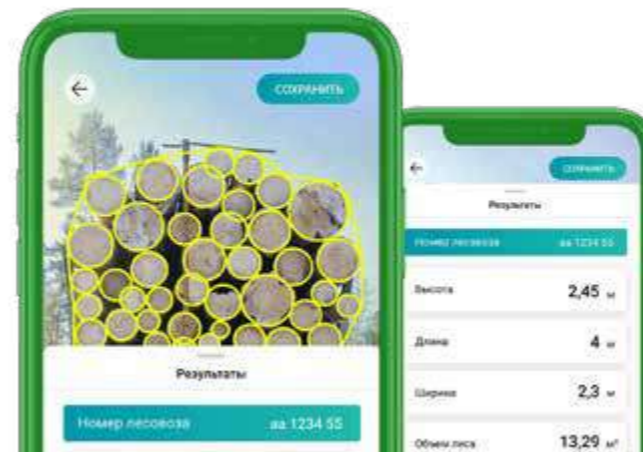 СОХРАНИТЬ
Результаты
Номер лесовоза аа 1234 55
СОХРАНИТЬ
Результаты
Номер лесовоза аа 1234 55
Высота 2,45 м
Длина 4 м
Ширина 2,3 м
Объем леса 13,29 м³